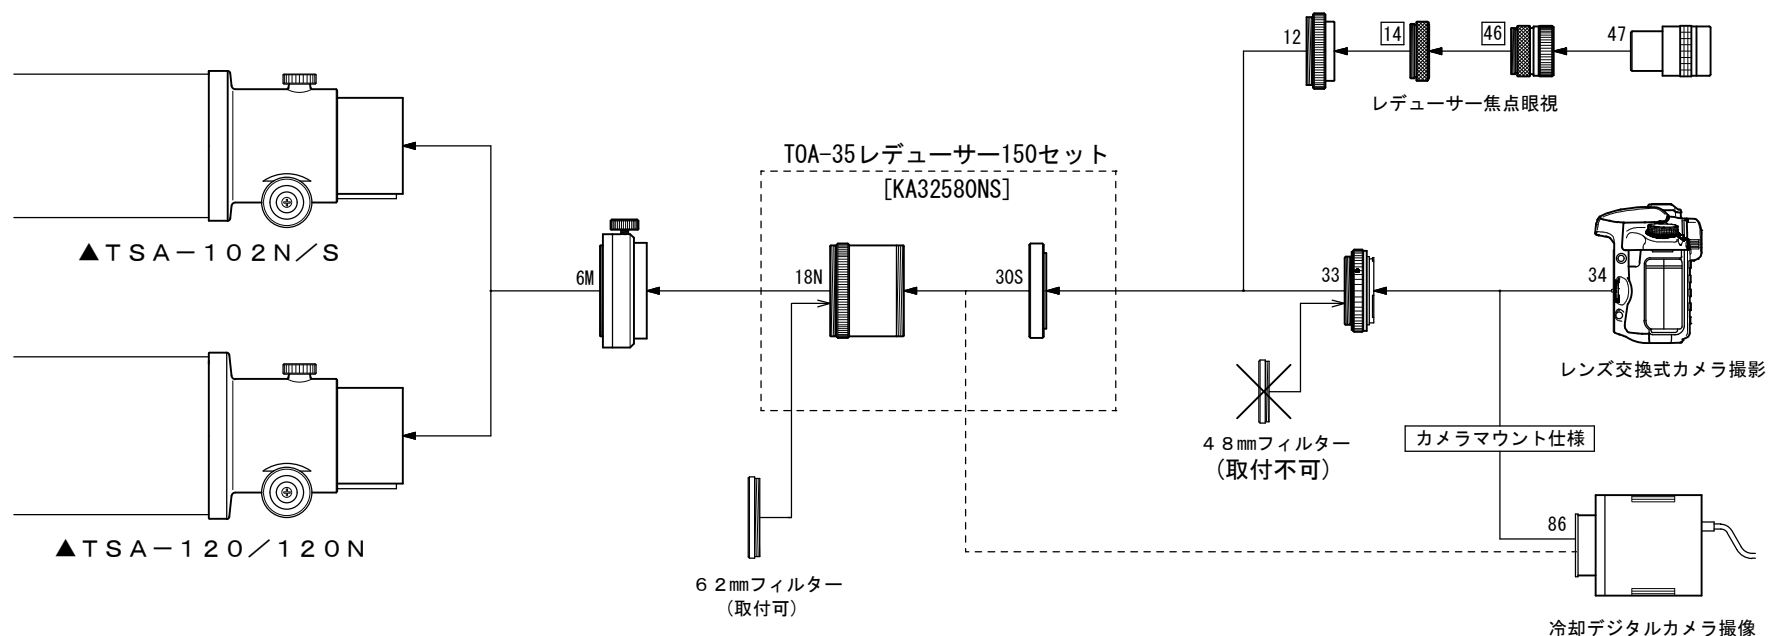 12
14
46
47
レデューサー焦点眼視
TOA-35レデューサー150セット
[KA32580NS]
▲TSA－102N／S
6M
18N
30S
33
34
レンズ交換式カメラ撮影
48㎜フィルター
(取付不可)
カメラマウント仕様
86
▲TSA－120／120N
62㎜フィルター
(取付可)
冷却デジタルカメラ撮像